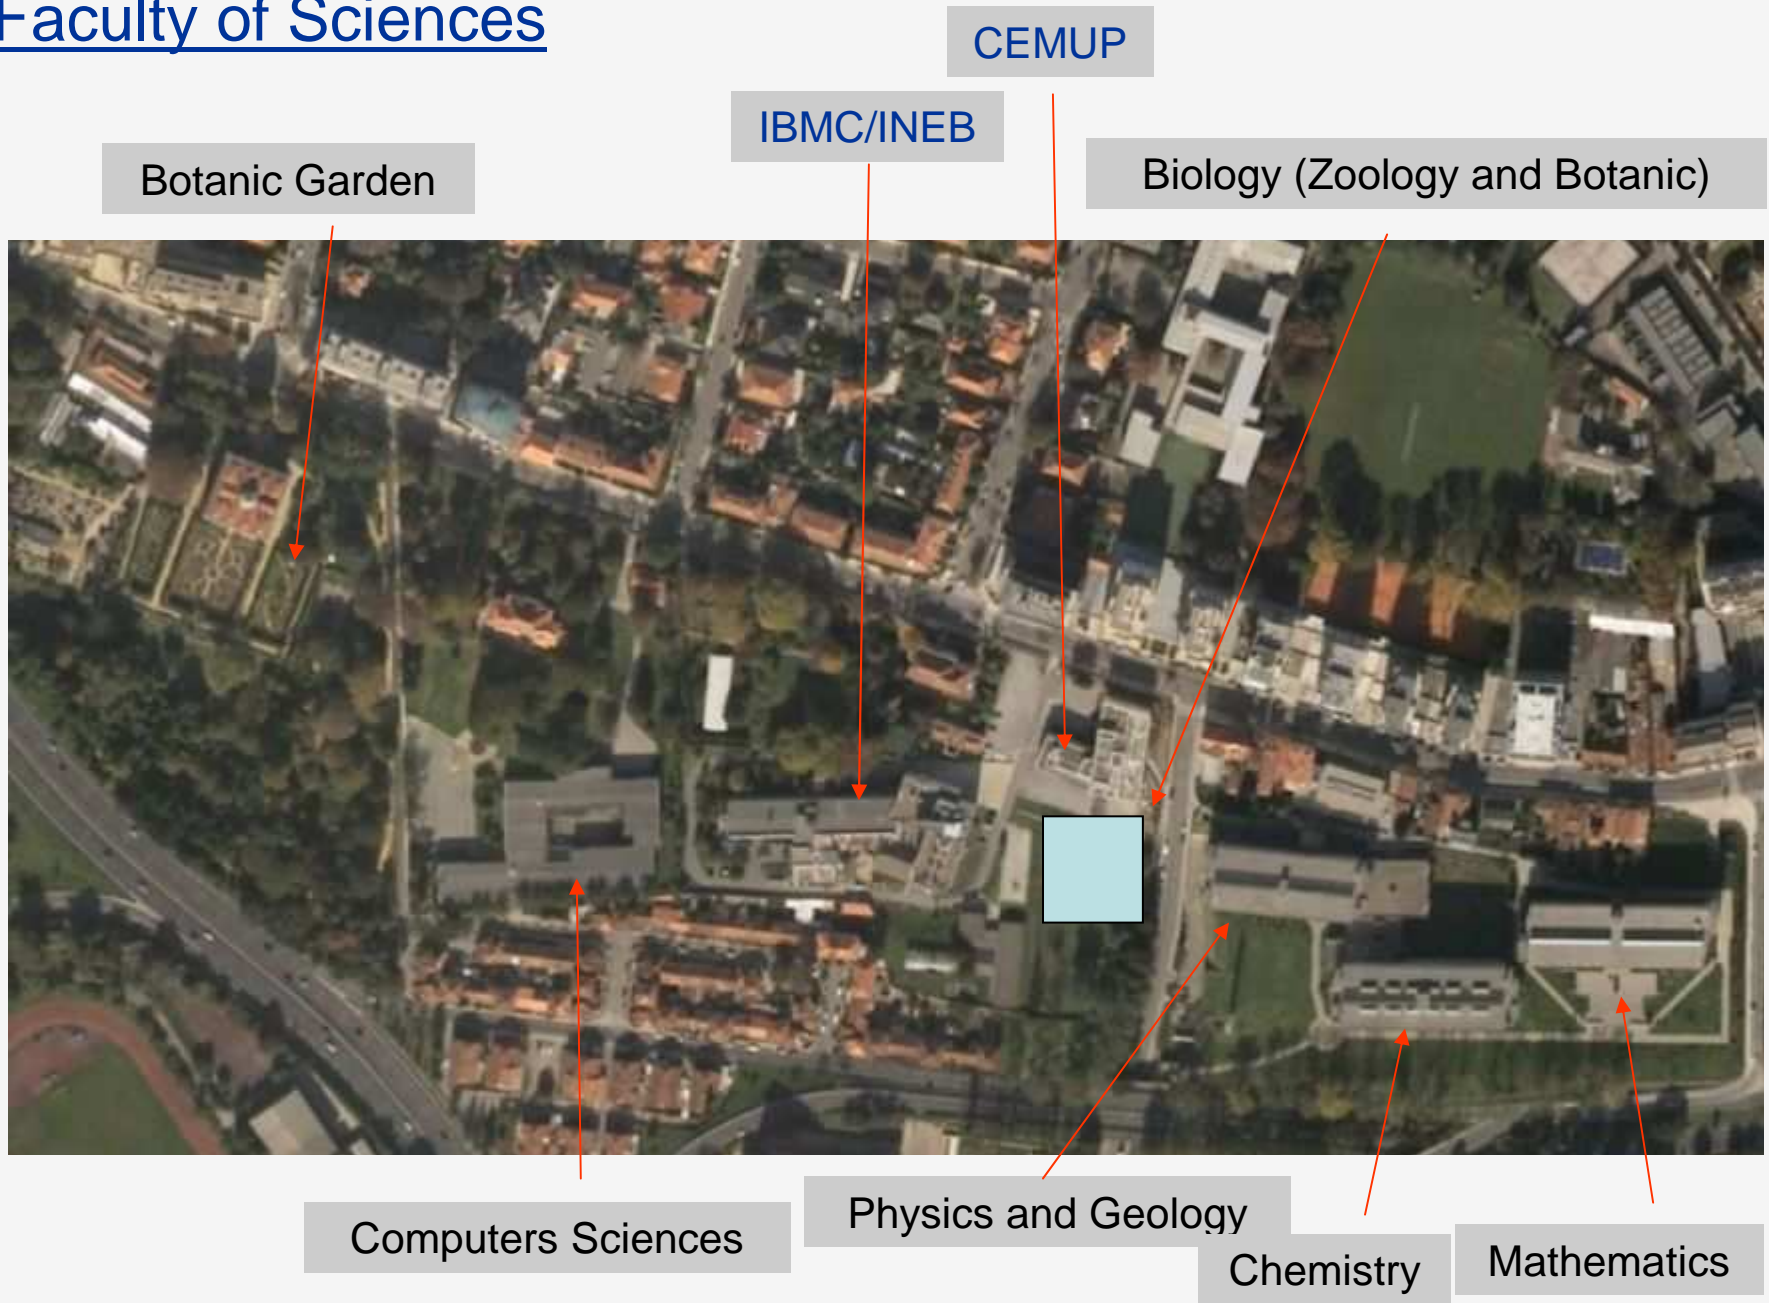 Faculty of Sciences
CEMUP
IBMC/INEB
Biology (Zoology and Botanic)
Botanic Garden
Computers Sciences
Physics and Geology
Chemistry
Mathematics